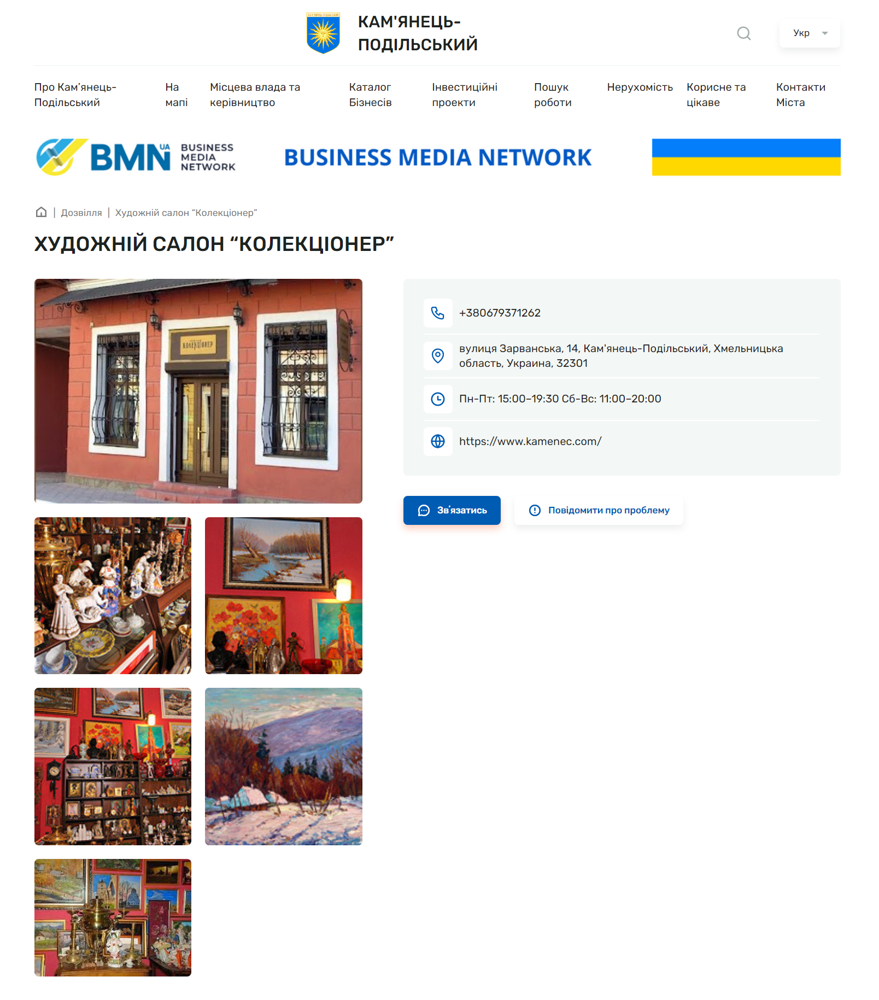 КАМ'ЯНЕЦЬ-
ПОДІЛЬСЬКИЙ
Укр
Про Кам’янець-
Подільський
На
мапі
Місцева влада та
керівництво
Каталог
Бізнесів
Інвестиційні
проекти
Пошук
роботи
Нерухомість
Корисне та
цікаве
Контакти
Міста
BMN UA
BUSINESS
MEDIA
NETWORK
BUSINESS MEDIA NETWORK
| Дозвілля | Художній салон “Колекціонер”
ХУДОЖНІЙ САЛОН “КОЛЕКЦІОНЕР”
КОЛЕКЦІОНЕР
+380679371262
вулиця Зарванська, 14, Кам'янець-Подільський, Хмельницька
область, Украина, 32301
Пн-Пт: 15:00–19:30 Сб-Вс: 11:00–20:00
https://www.kamenec.com/
Зв'язатись
Повідомити про проблему